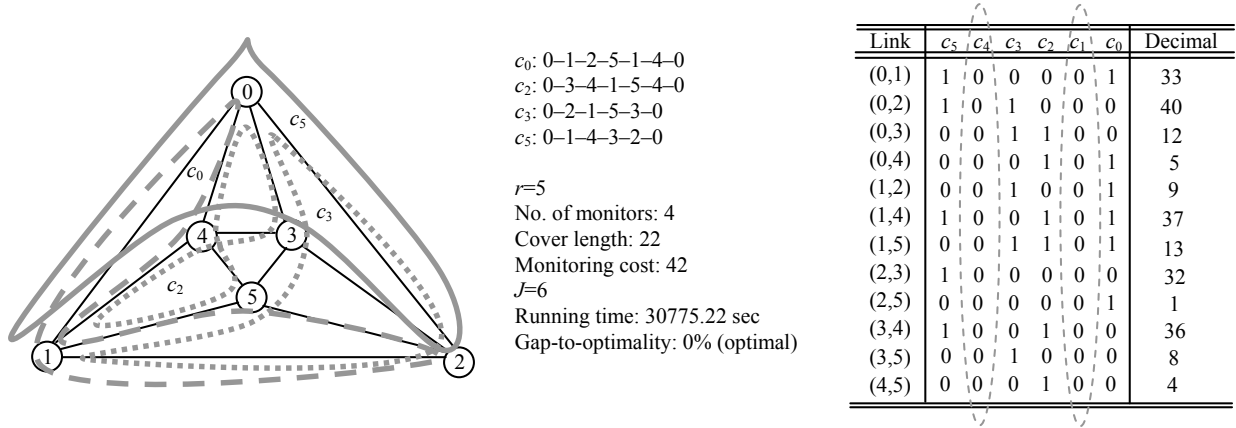 0
c5
c0
c3
4
3
c2
5
1
2
c0: 0–1–2–5–1–4–0
c2: 0–3–4–1–5–4–0
c3: 0–2–1–5–3–0
c5: 0–1–4–3–2–0
r=5
No. of monitors: 4
Cover length: 22
Monitoring cost: 42
J=6
Running time: 30775.22 sec
Gap-to-optimality: 0% (optimal)
Link c5 c4 c3 c2 c1 c0 Decimal
(0,1) 1 0 0 0 0 1 33
(0,2) 1 0 1 0 0 0 40
(0,3) 0 0 1 1 0 0 12
(0,4) 0 0 0 1 0 1 5
(1,2) 0 0 1 0 0 1 9
(1,4) 1 0 0 1 0 1 37
(1,5) 0 0 1 1 0 1 13
(2,3) 1 0 0 0 0 0 32
(2,5) 0 0 0 0 0 1 1
(3,4) 1 0 0 1 0 0 36
(3,5) 0 0 1 0 0 0 8
(4,5) 0 0 0 1 0 0 4